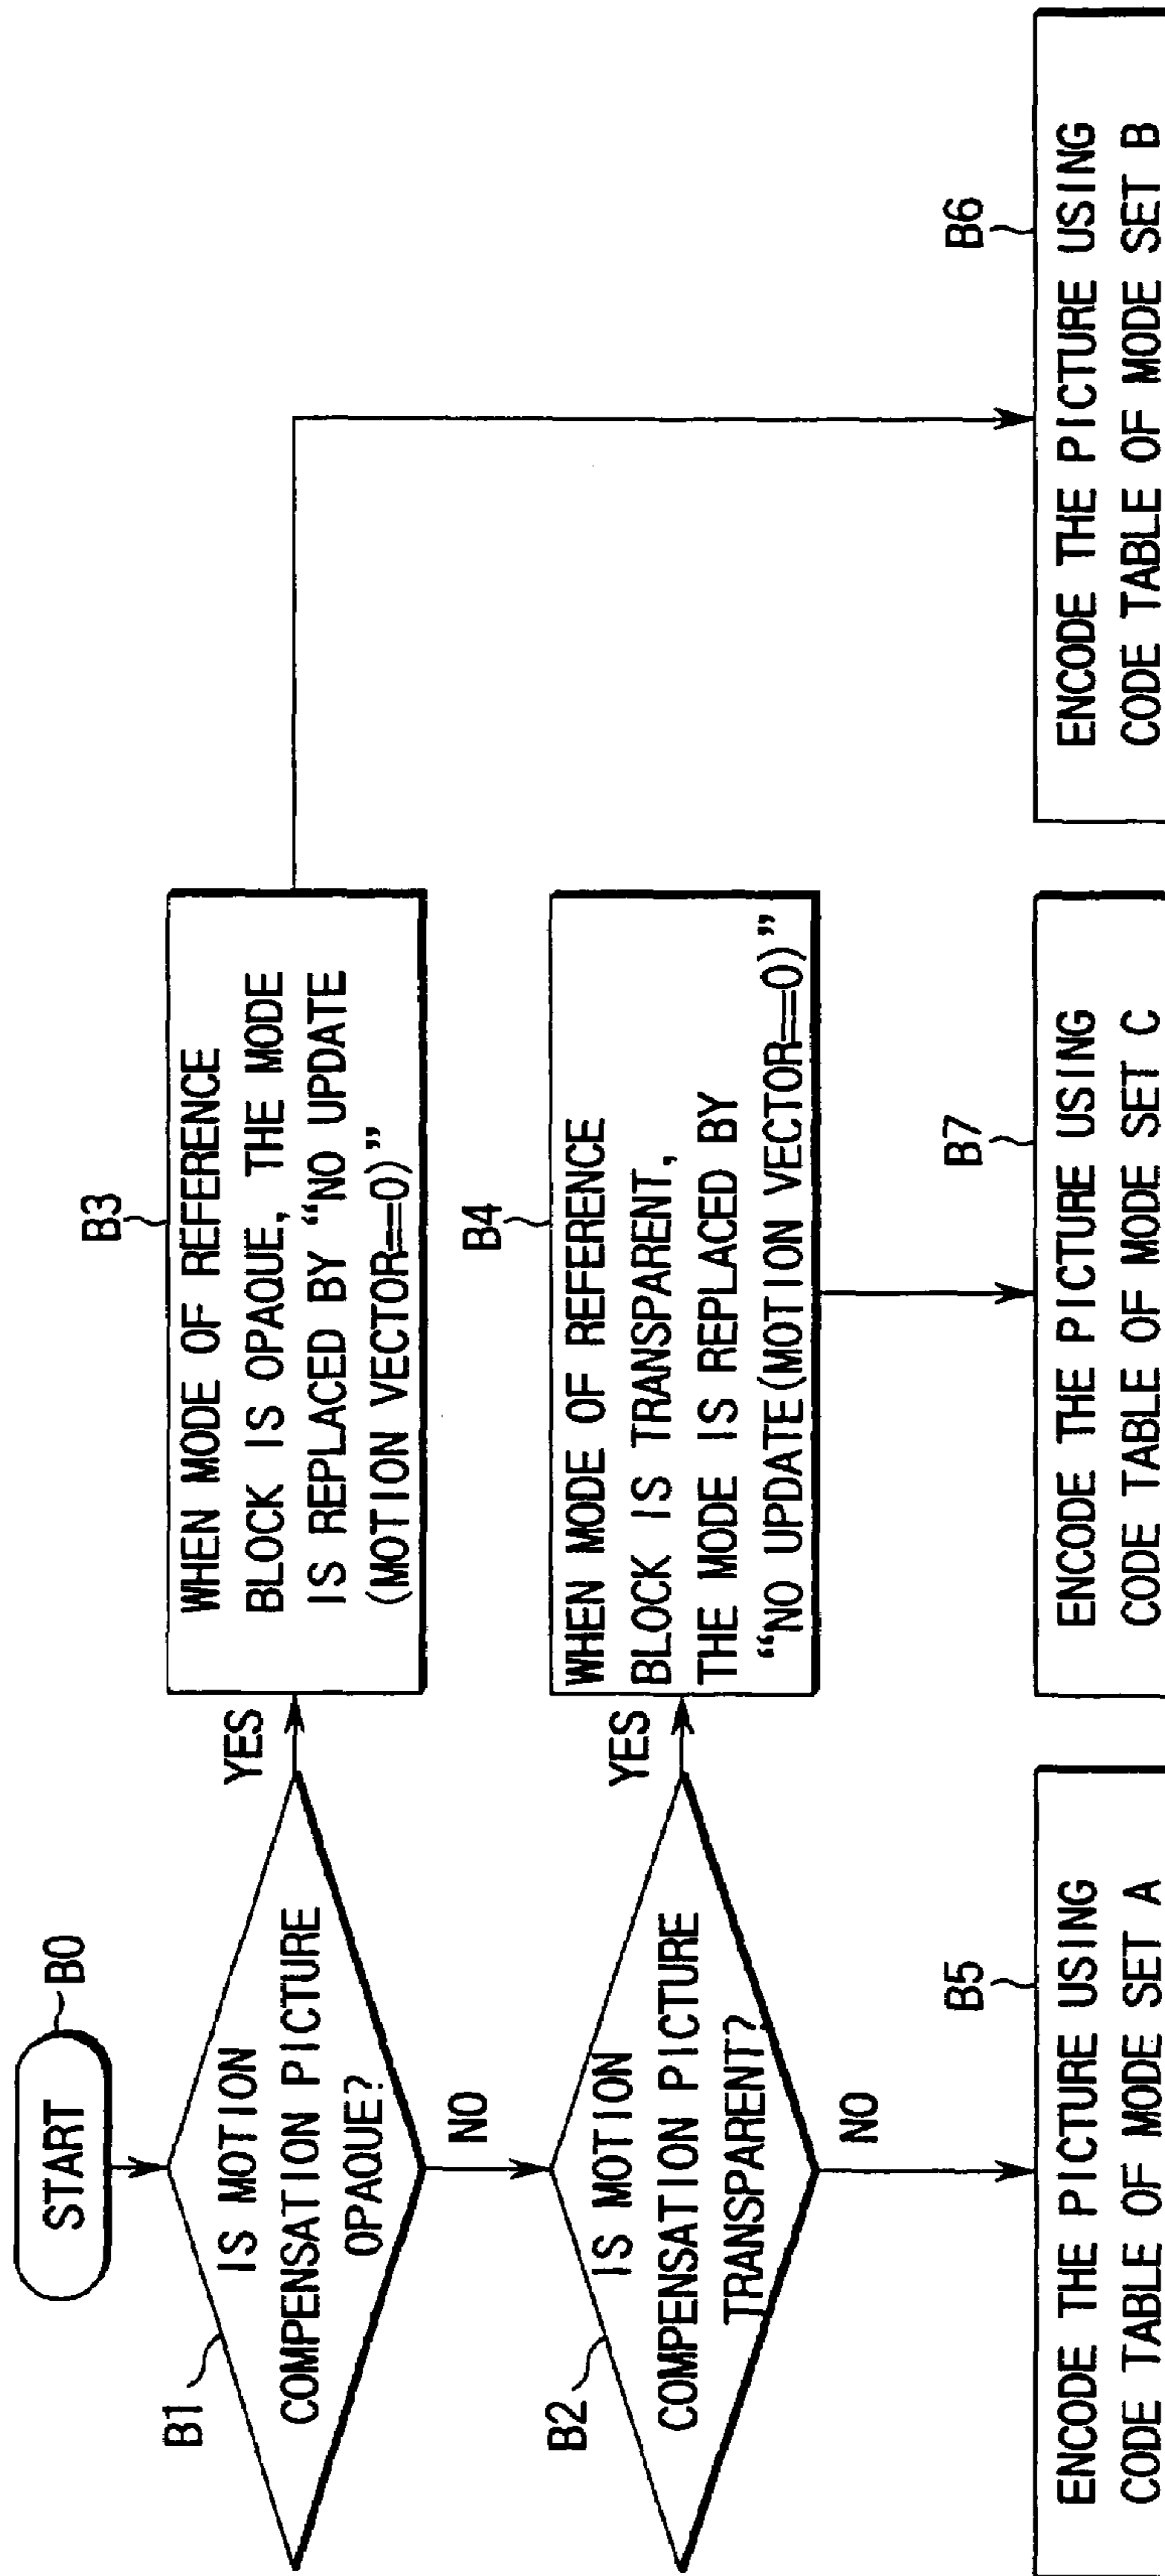 START
B0
B1
IS MOTION
COMPENSATION PICTURE
OPAQUE?
YES
NO
B3
WHEN MODE OF REFERENCE
BLOCK IS OPAQUE, THE MODE
IS REPLACED BY “NO UPDATE
(MOTION VECTOR==0)”
B2
IS MOTION
COMPENSATION PICTURE
TRANSPARENT?
YES
NO
B4
WHEN MODE OF REFERENCE
BLOCK IS TRANSPARENT,
THE MODE IS REPLACED BY
“NO UPDATE(MOTION VECTOR==0)”
B5
ENCODE THE PICTURE USING
CODE TABLE OF MODE SET A
B7
ENCODE THE PICTURE USING
CODE TABLE OF MODE SET C
B6
ENCODE THE PICTURE USING
CODE TABLE OF MODE SET B